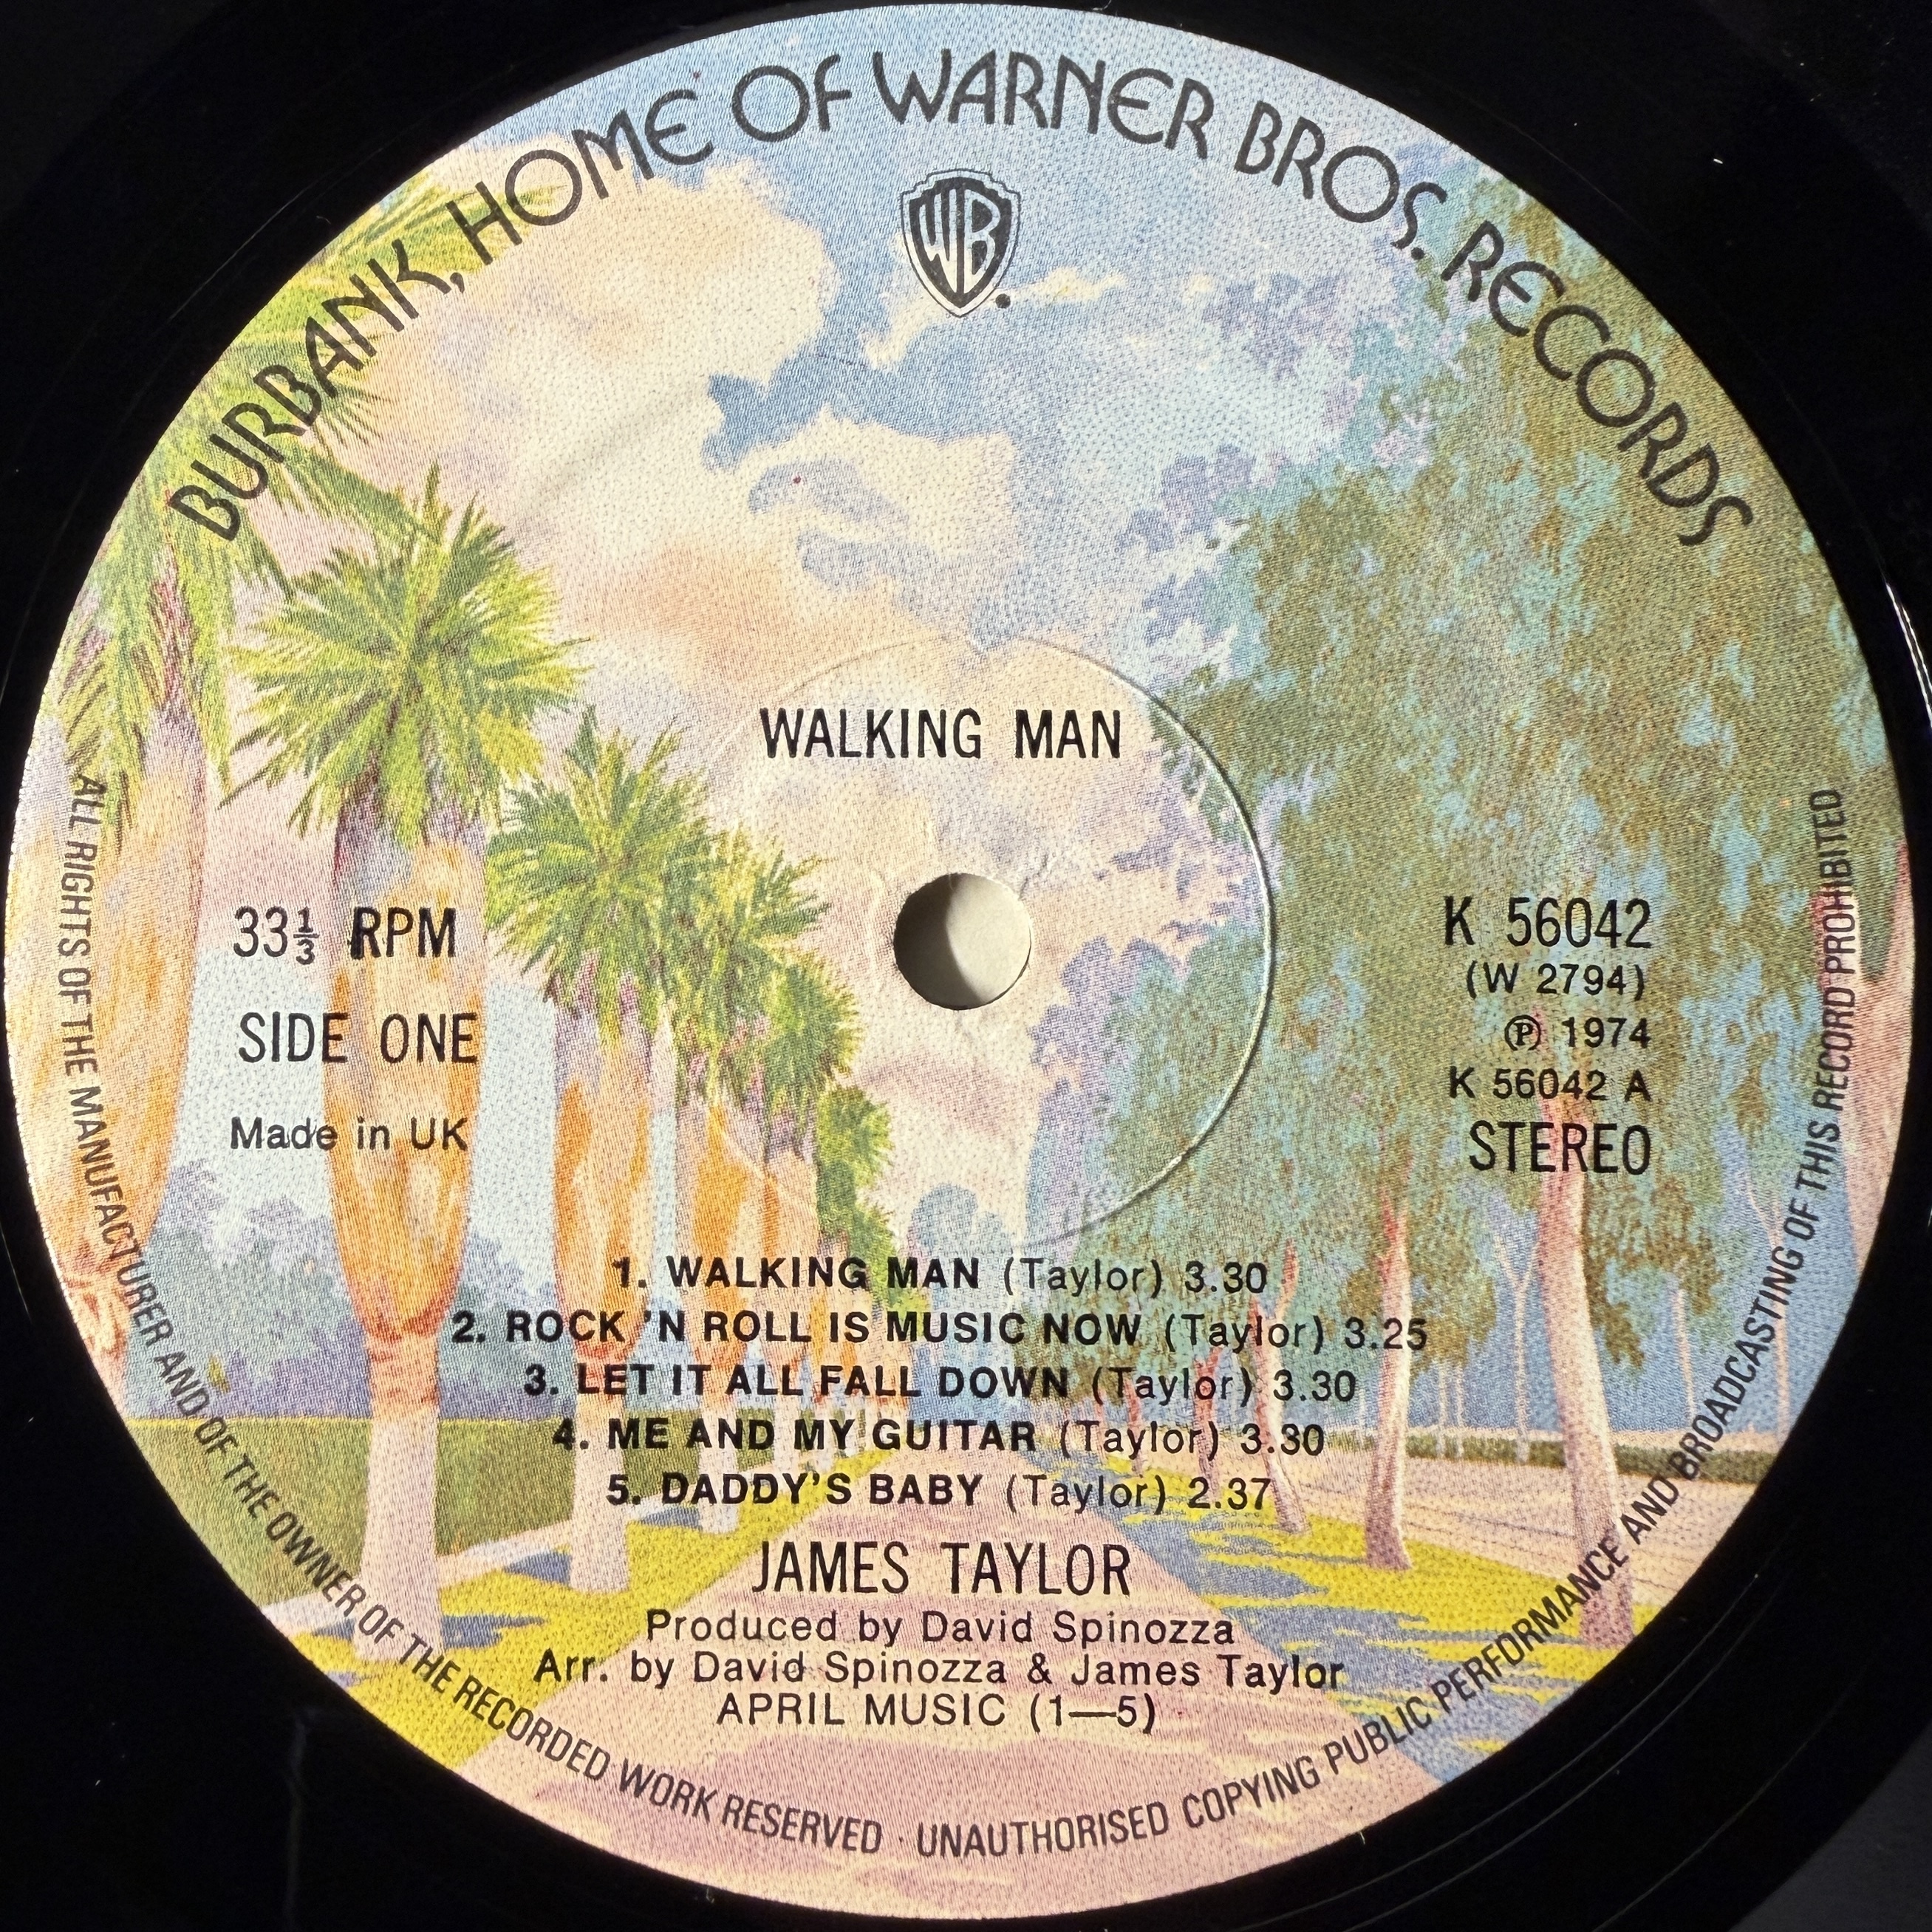 BURBANK, HOME OF WARNER BROS. RECORDS
WB
WALKING MAN
33⅓ RPM
SIDE ONE
Made in UK
K 56042
(W 2794)
℗ 1974
K 56042 A
STEREO
1. WALKING MAN (Taylor) 3.30
2. ROCK 'N ROLL IS MUSIC NOW (Taylor) 3.25
3. LET IT ALL FALL DOWN (Taylor) 3.30
4. ME AND MY GUITAR (Taylor) 3.30
5. DADDY'S BABY (Taylor) 2.37
JAMES TAYLOR
Produced by David Spinozza
Arr. by David Spinozza & James Taylor
APRIL MUSIC (1—5)
ALL RIGHTS OF THE MANUFACTURER AND OF THE OWNER OF THE RECORDED WORK RESERVED · UNAUTHORISED COPYING PUBLIC PERFORMANCE AND BROADCASTING OF THIS RECORD PROHIBITED